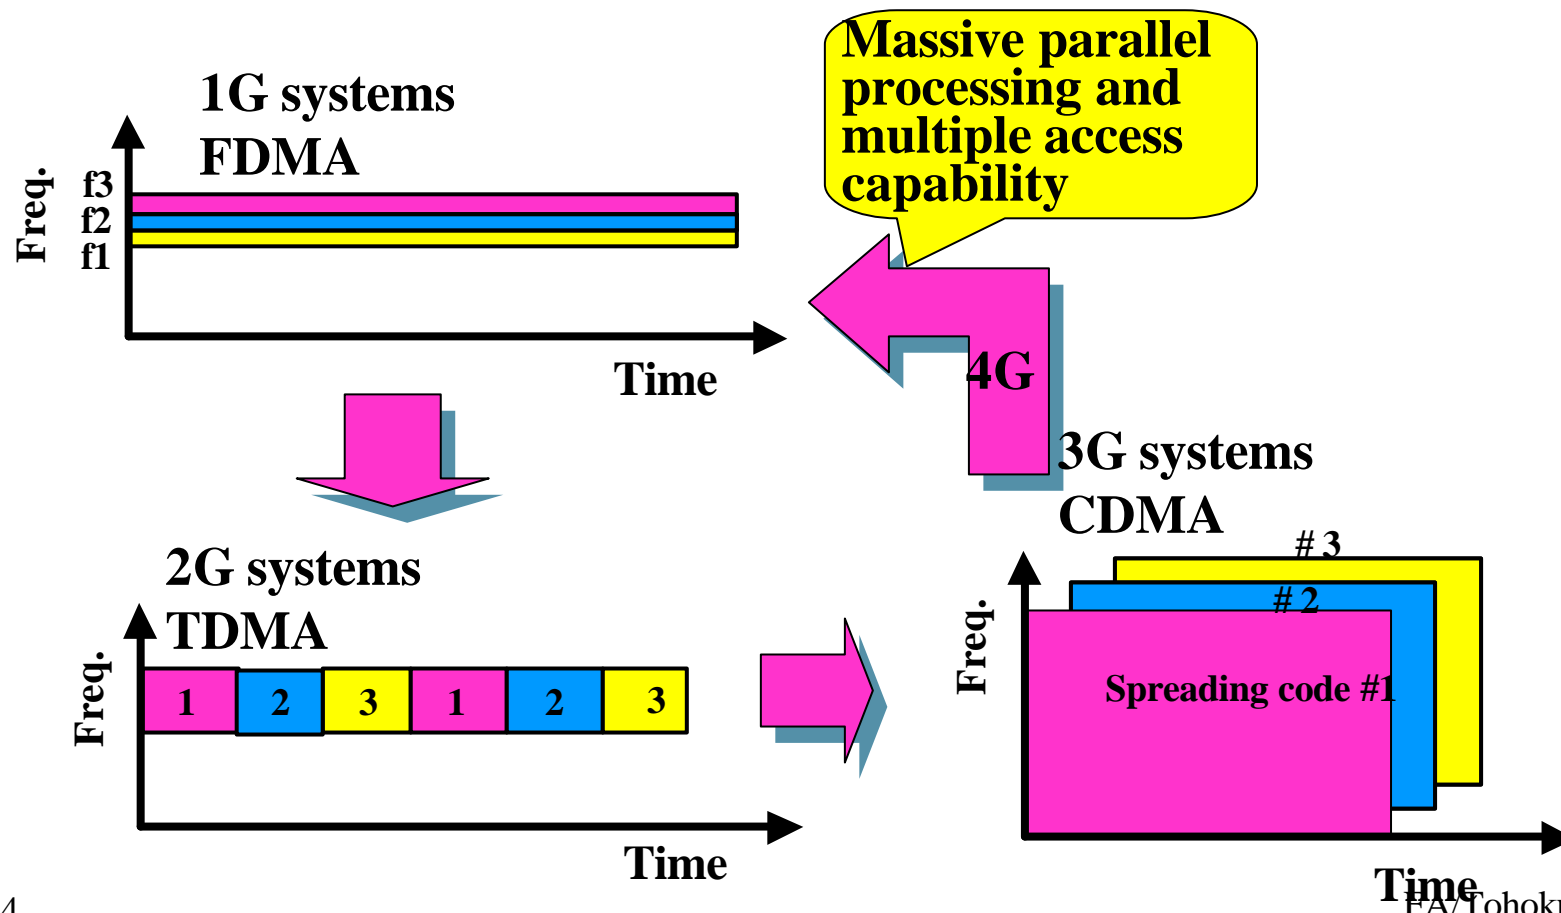 Massive parallel
processing and
multiple access
capability
1G systems
FDMA
Freq.
f3
f2
f1
Time
4G
3G systems
CDMA
# 3
# 2
Spreading code #1
Freq.
Time
2G systems
TDMA
Freq.
1 2 3 1 2 3
Time
4